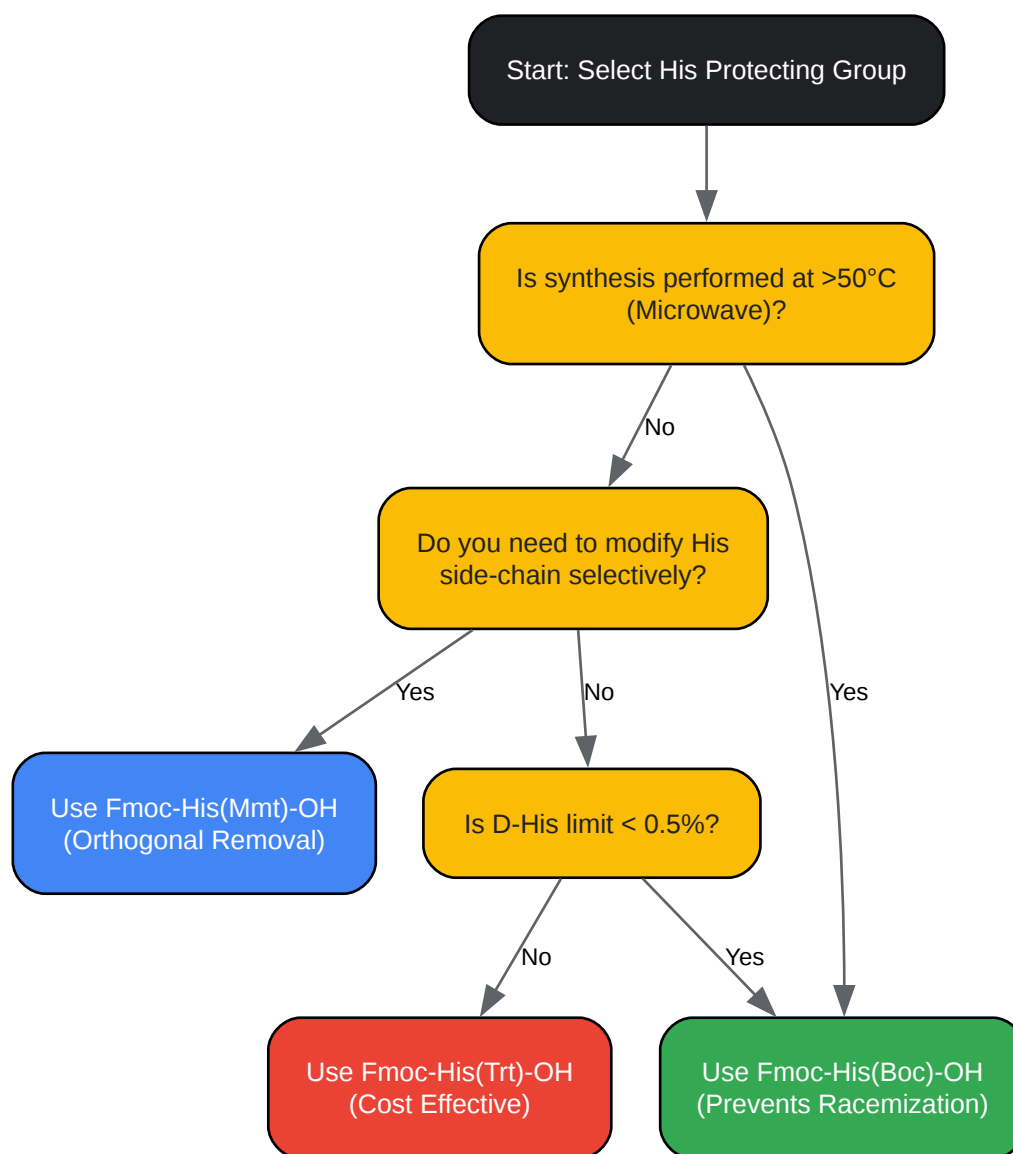 Start: Select His Protecting Group
Is synthesis performed at >50°C
(Microwave)?
No
Do you need to modify His
side-chain selectively?
Yes
No
Yes
Use Fmoc-His(Mmt)-OH
(Orthogonal Removal)
Is D-His limit < 0.5%?
No
Yes
Use Fmoc-His(Trt)-OH
(Cost Effective)
Use Fmoc-His(Boc)-OH
(Prevents Racemization)